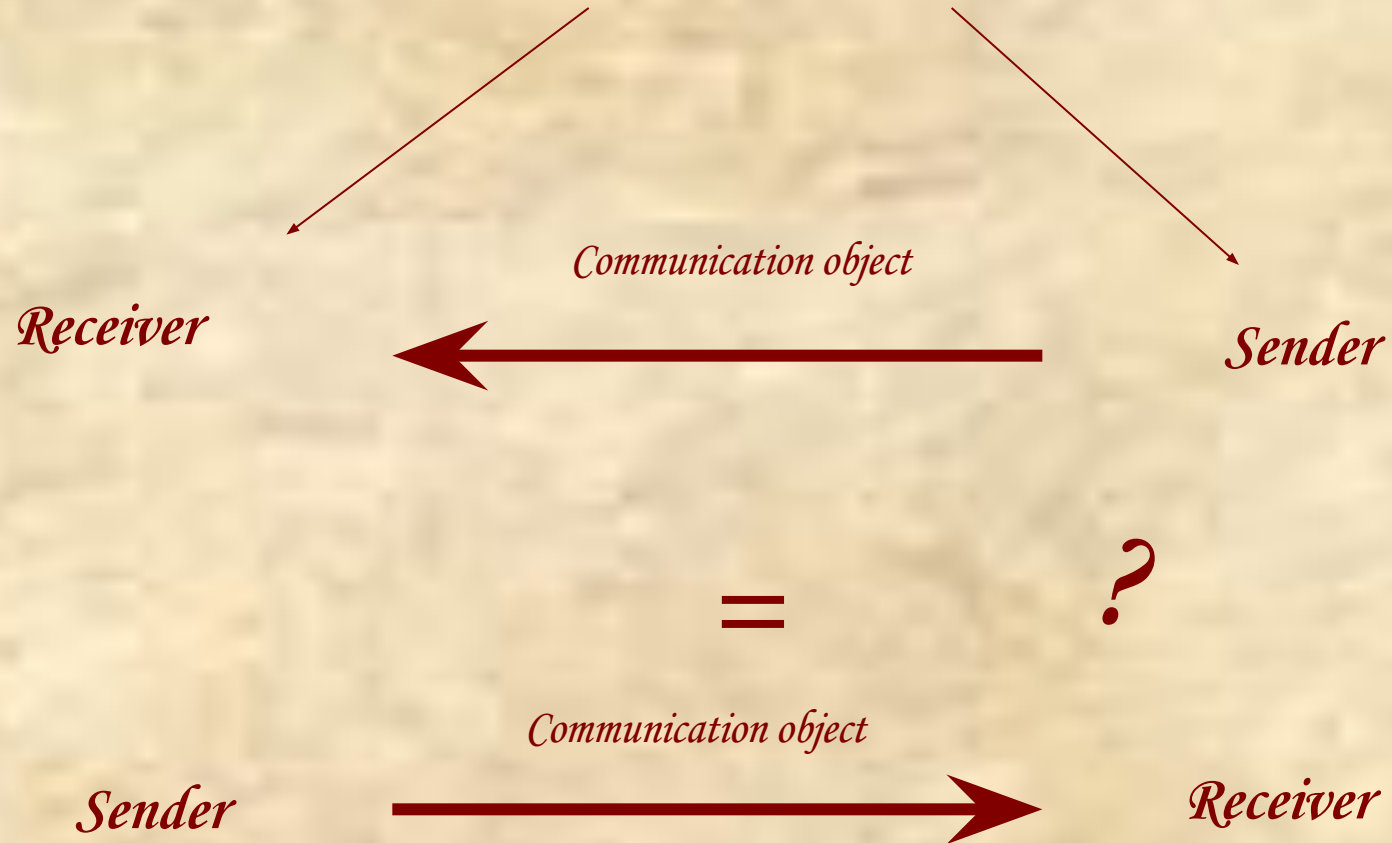 Communication object
Receiver
Sender
= ?
Communication object
Sender
Receiver